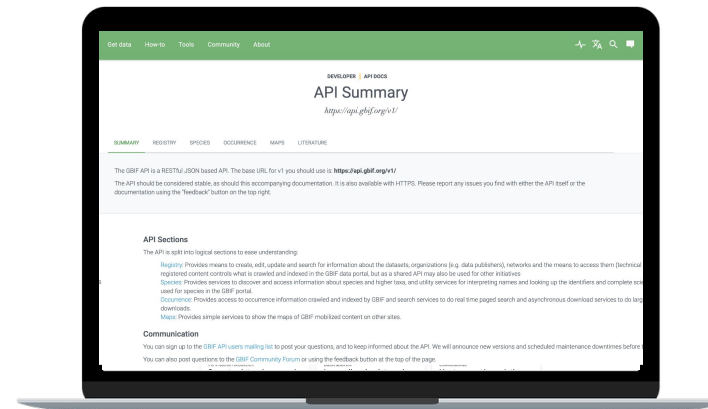 Get data How-to Tools Community About
DEVELOPER | API DOCS
API Summary
https://api.gbif.org/v1/
SUMMARY REGISTRY SPECIES OCCURRENCE MAPS LITERATURE
The GBIF API is a RESTful JSON based API. The base URL for v1 you should use is: https://api.gbif.org/v1/
The API should be considered stable, as should this accompanying documentation. It is also available with HTTPS. Please report any issues you find with either the API itself or the
documentation using the "feedback" button on the top right.
API Sections
The API is split into logical sections to ease understanding:
Registry: Provides means to create, edit, update and search for information about the datasets, organizations (e.g. data publishers), networks and the means to access them (technical
registered content controls what is crawled and indexed in the GBIF data portal, but as a shared API may also be used for other initiatives
Species: Provides services to discover and access information about species and higher taxa, and utility services for interpreting names and looking up the identifiers and complete scie
used for species in the GBIF portal.
Occurrence: Provides access to occurrence information crawled and indexed by GBIF and search services to do real time paged search and asynchronous download services to do larg
downloads.
Maps: Provides simple services to show the maps of GBIF mobilized content on other sites.
Communication
You can sign up to the GBIF API users mailing list to post your questions, and to keep informed about the API. We will announce new versions and scheduled maintenance downtimes before t
You can also post questions to the GBIF Community Forum or using the feedback button at the top of the page.